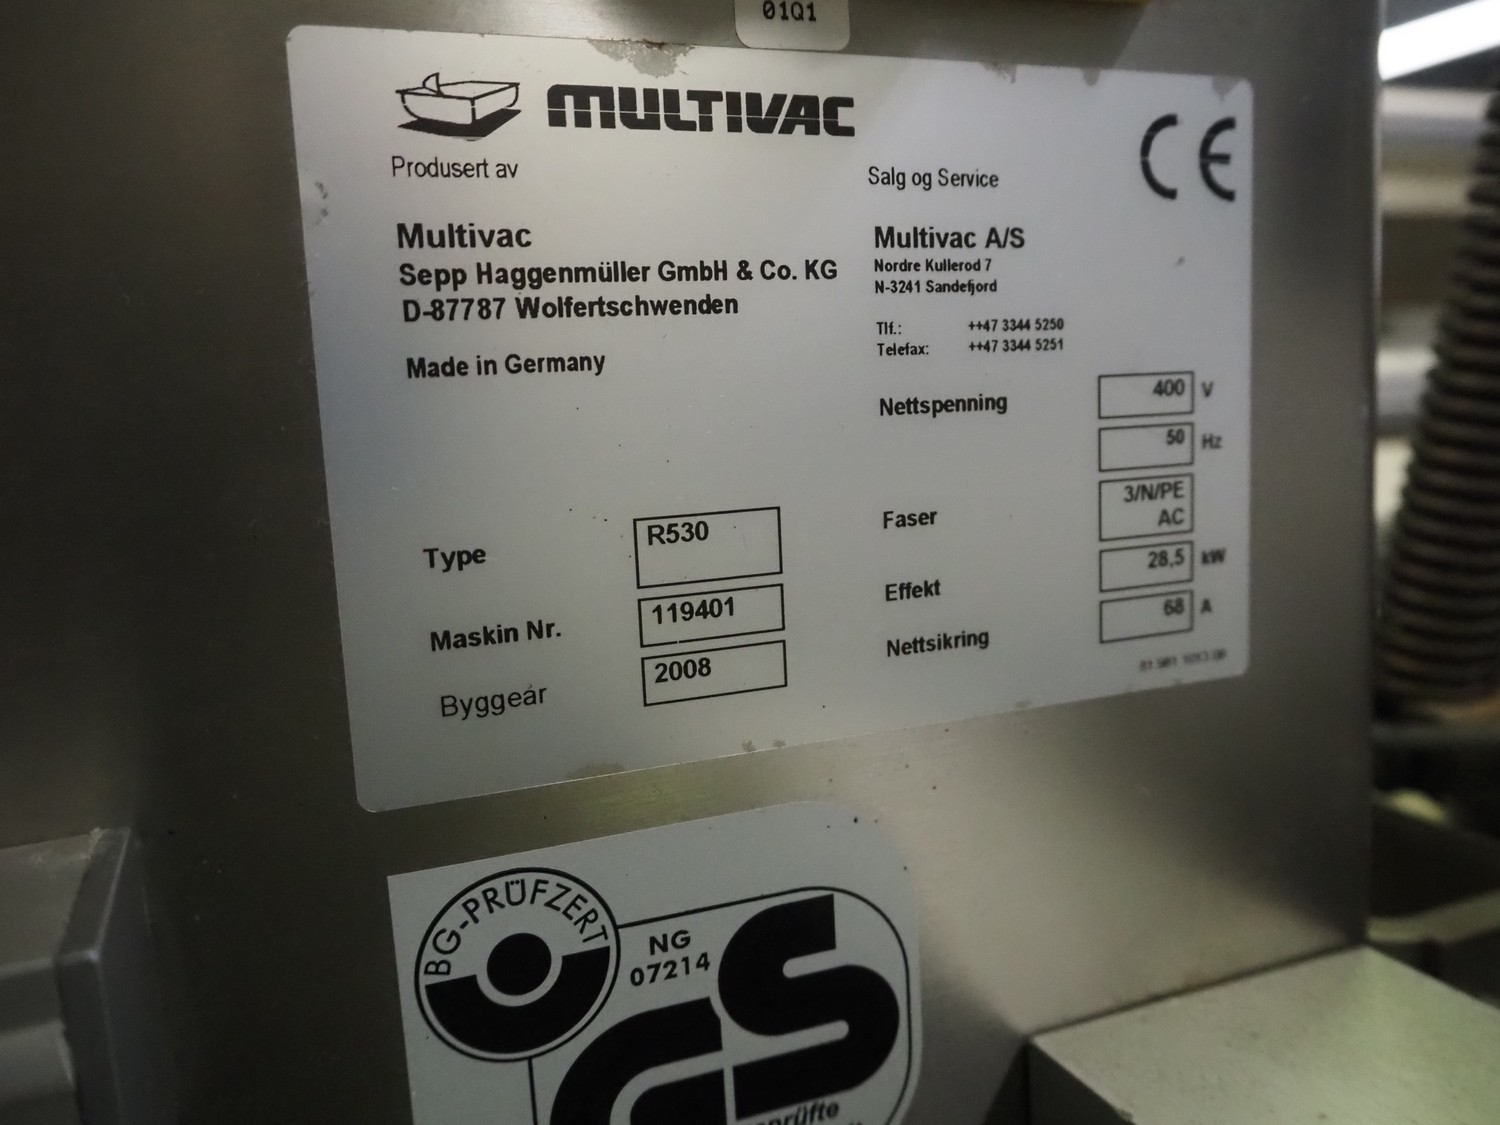 01Q1
MULTIVAC
CE
Produsert av
Multivac
Sepp Haggenmüller GmbH & Co. KG
D-87787 Wolfertschwenden
Made in Germany
Type R530
Maskin Nr. 119401
Byggeár 2008
Salg og Service
Multivac A/S
Nordre Kullerod 7
N-3241 Sandefjord
Tlf.: ++47 3344 5250
Telefax: ++47 3344 5251
Nettspenning 400 V
50 Hz
Faser 3/N/PE
AC
Effekt 28,5 kW
Nettsikring 68 A
BG-PRÜFZERT
NG
07214
GS